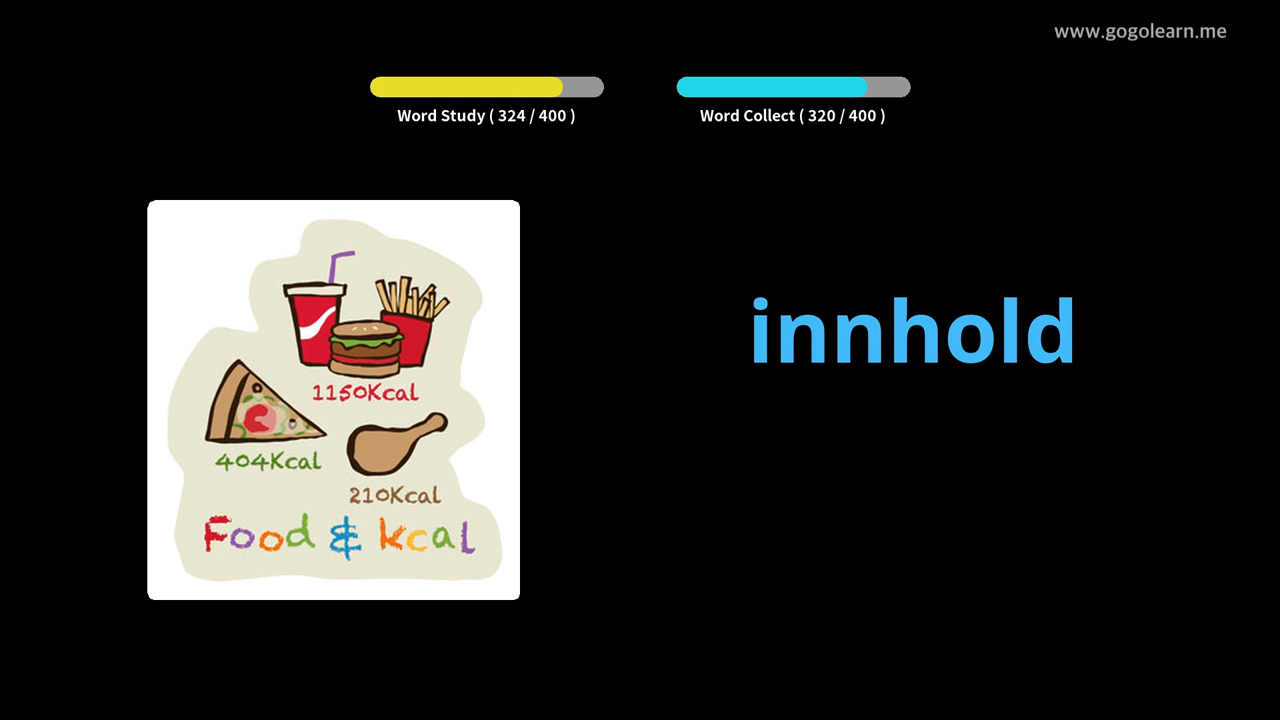 www.gogolearn.me
Word Study ( 324 / 400 )
Word Collect ( 320 / 400 )
1150Kcal
404Kcal
210Kcal
Food & kcal
innhold